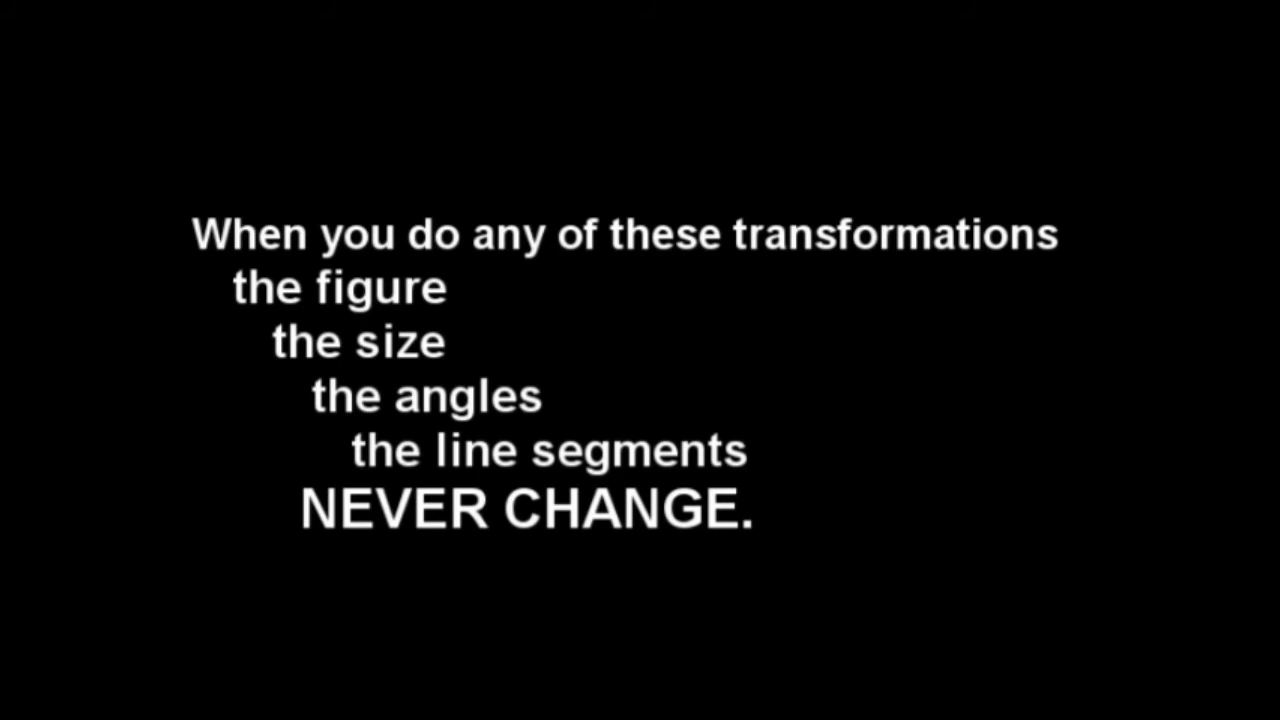 When you do any of these transformations
the figure
the size
the angles
the line segments
NEVER CHANGE.